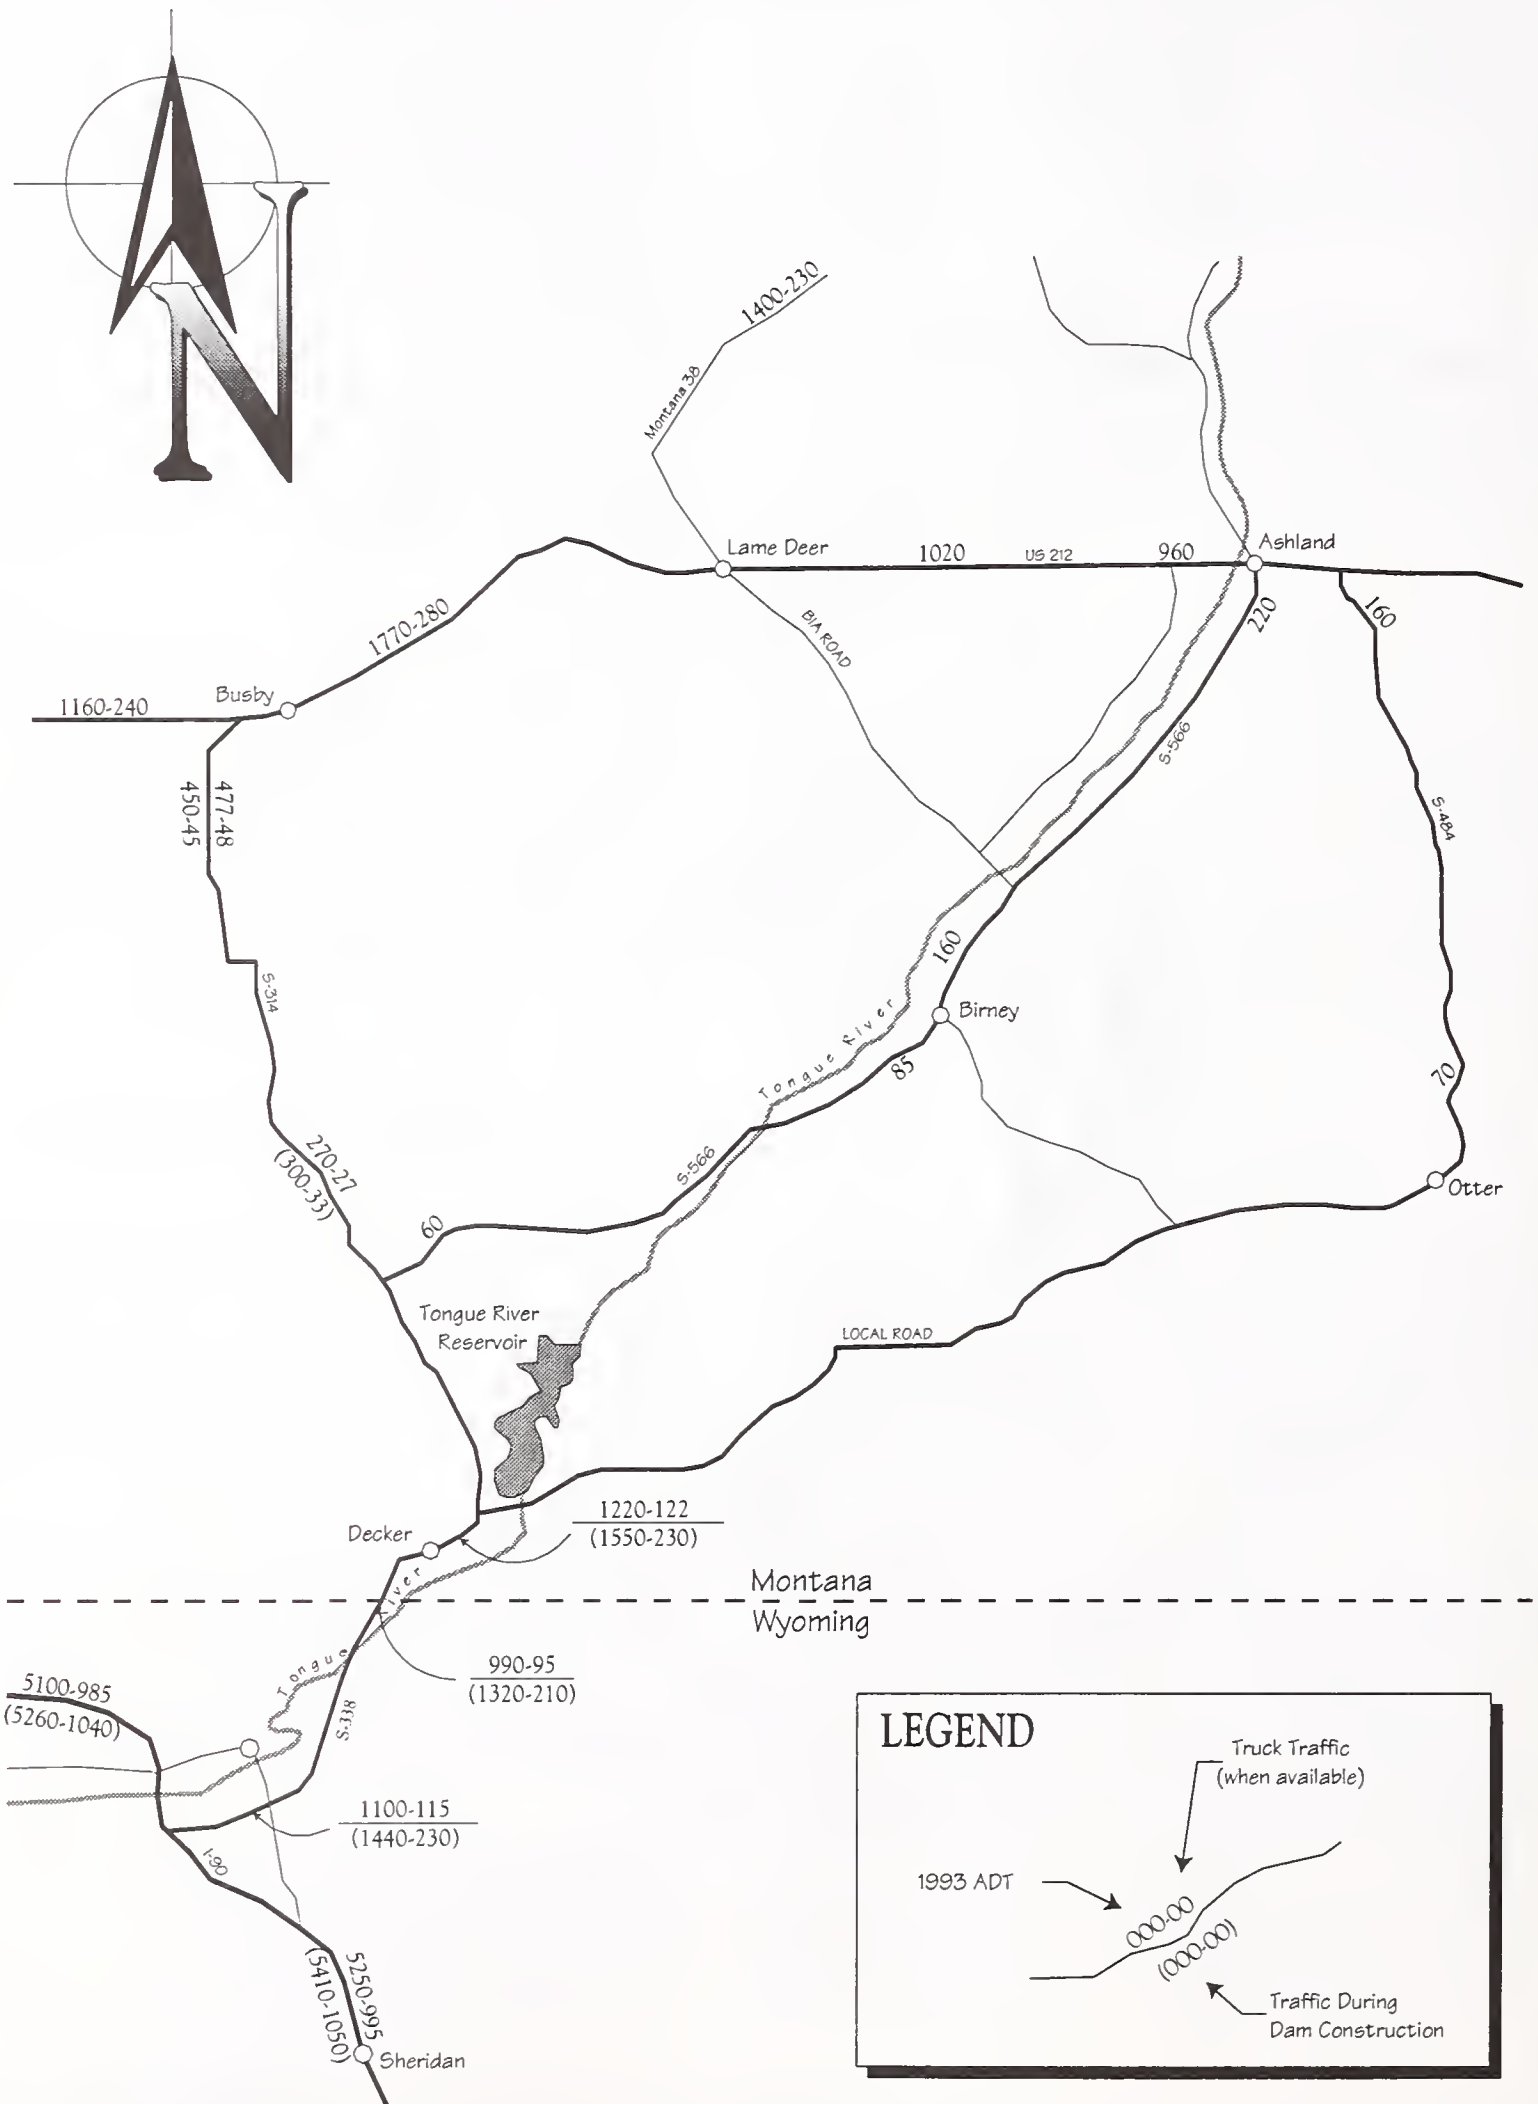 N
1400-230
Montana 38
Lame Deer
1020
US 212
960
Ashland
220
160
BIA ROAD
1770-280
Busby
1160-240
477-48
450-45
S-566
S-484
S-314
160
Tongue River
Birney
85
70
270-27
(300-33)
S-566
Otter
60
Tongue River
Reservoir
LOCAL ROAD
1220-122
(1550-230)
Decker
Montana
Wyoming
Tongue River
990-95
(1320-210)
5100-985
(5260-1040)
S-338
1100-115
(1440-230)
I-90
5250-995
(5410-1050)
Sheridan
LEGEND
Truck Traffic
(when available)
1993 ADT
000-00
(000-00)
Traffic During
Dam Construction